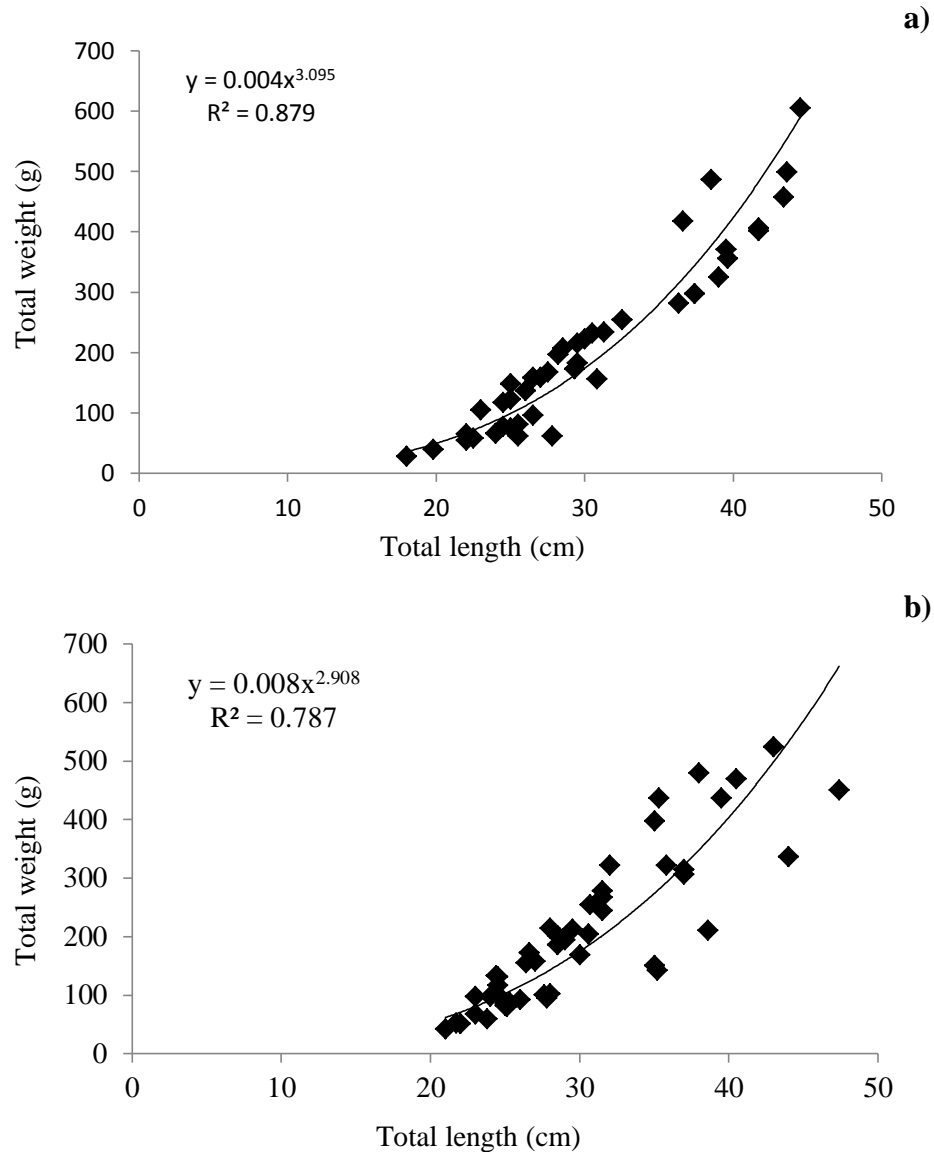 a)
700
600
500
400
300
200
100
0
y = 0.004x^3.095
R² = 0.879
Total weight (g)
0 10 20 30 40 50
Total length (cm)
b)
700
600
500
400
300
200
100
0
y = 0.008x^2.908
R² = 0.787
Total weight (g)
0 10 20 30 40 50
Total length (cm)